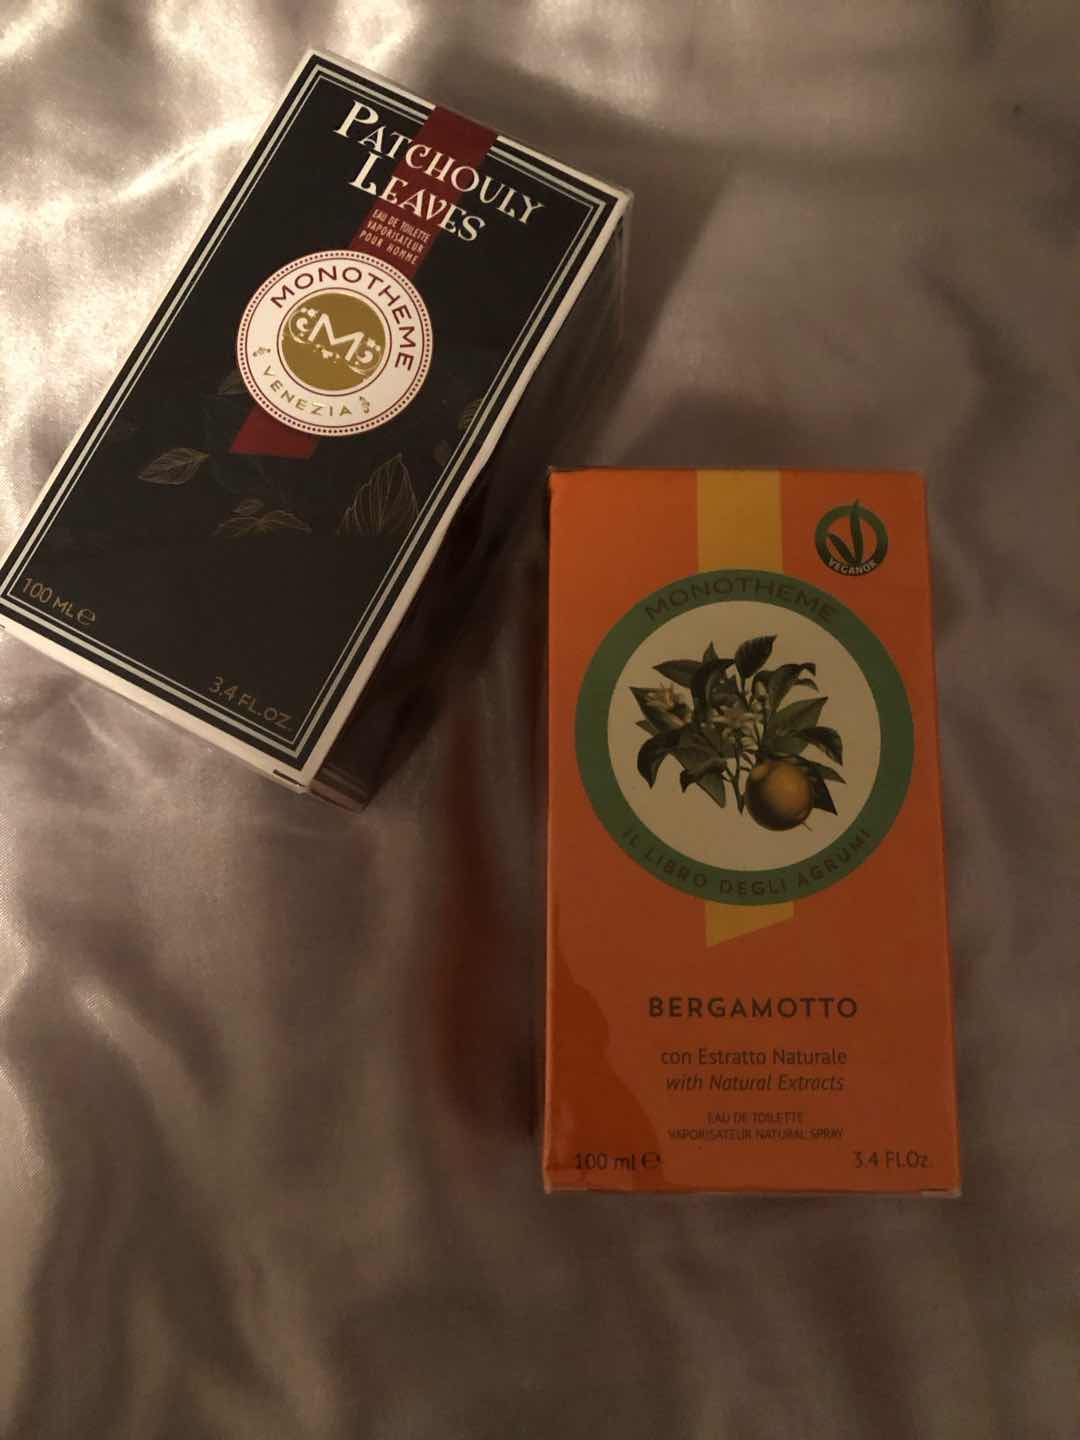 PATCHOULY
LEAVES
EAU DE TOILETTE
VAPORISATEUR
POUR HOMME
MONOTHEME
M
VENEZIA
100 ML ℮
3.4 FL.OZ.
VEGANOK
MONOTHEME
IL LIBRO DEGLI AGRUMI
BERGAMOTTO
con Estratto Naturale
with Natural Extracts
EAU DE TOILETTE
VAPORISATEUR NATURAL SPRAY
100 ml ℮
3.4 Fl.Oz.